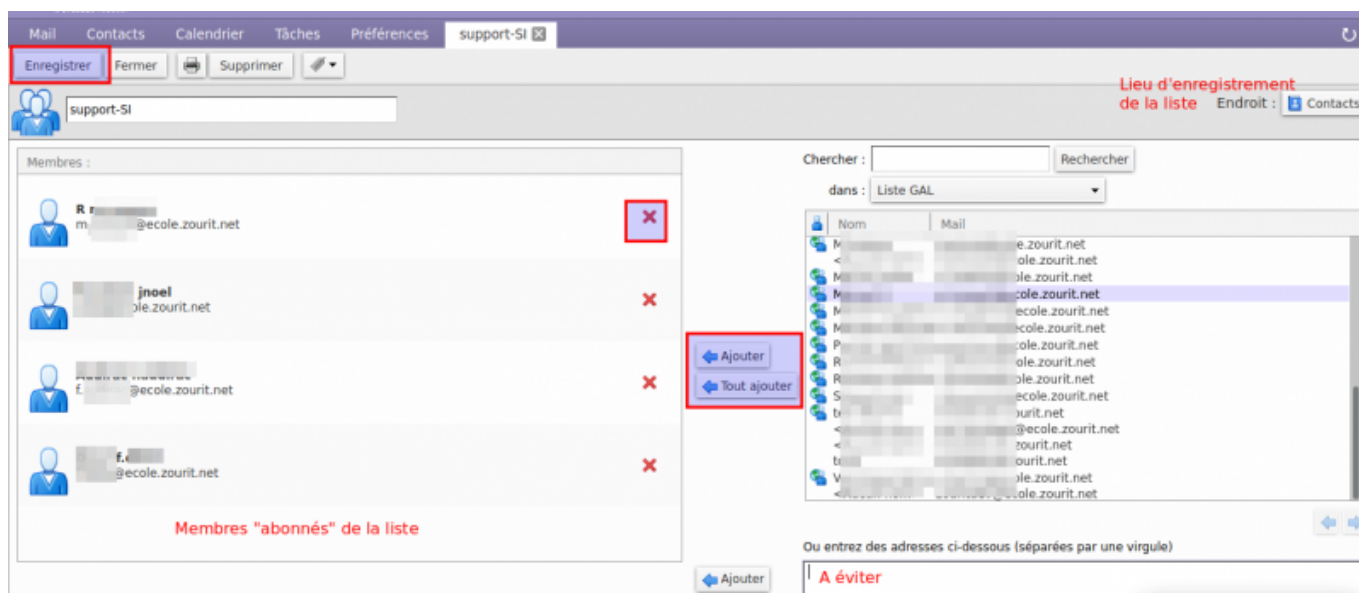 Mail Contacts Calendrier Tâches Préférences support-SI
Enregistrer Fermer Supprimer
Lieu d'enregistrement
de la liste Endroit : Contacts
support-SI
Membres :
Chercher : Rechercher
dans : Liste GAL
Nom Mail
R
m @ecole.zourit.net
jnoel
ole.zourit.net
f. @ecole.zourit.net
f.
@ecole.zourit.net
Membres "abonnés" de la liste
Ajouter
Tout ajouter
M e.zourit.net
< ole.zourit.net
M ole.zourit.net
M cole.zourit.net
M ecole.zourit.net
M ecole.zourit.net
P cole.zourit.net
R ole.zourit.net
R ole.zourit.net
S ecole.zourit.net
t ourit.net
< @ecole.zourit.net
< zourit.net
t ourit.net
V ole.zourit.net
< @ecole.zourit.net
Ou entrez des adresses ci-dessous (séparées par une virgule)
Ajouter
A éviter